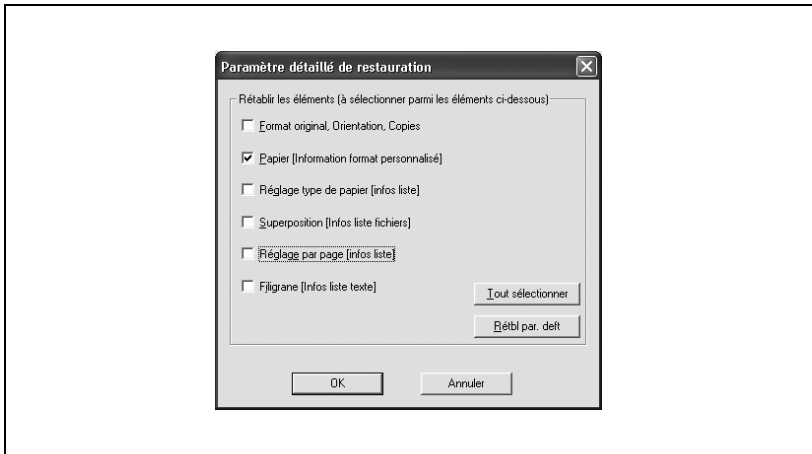 Paramètre détaillé de restauration
Rétablir les éléments (à sélectionner parmi les éléments ci-dessous)
Format original, Orientation, Copies
Papier [Information format personnalisé]
Réglage type de papier [infos liste]
Superposition [Infos liste fichiers]
Réglage par page [infos liste]
Filigrane [Infos liste texte]
Tout sélectionner
Rétbl par. deft
OK
Annuler